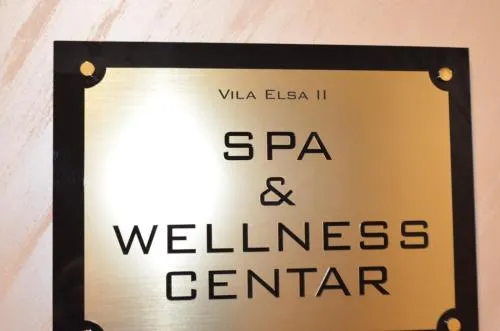 Vila Elsa II
SPA
&
WELLNESS
CENTAR